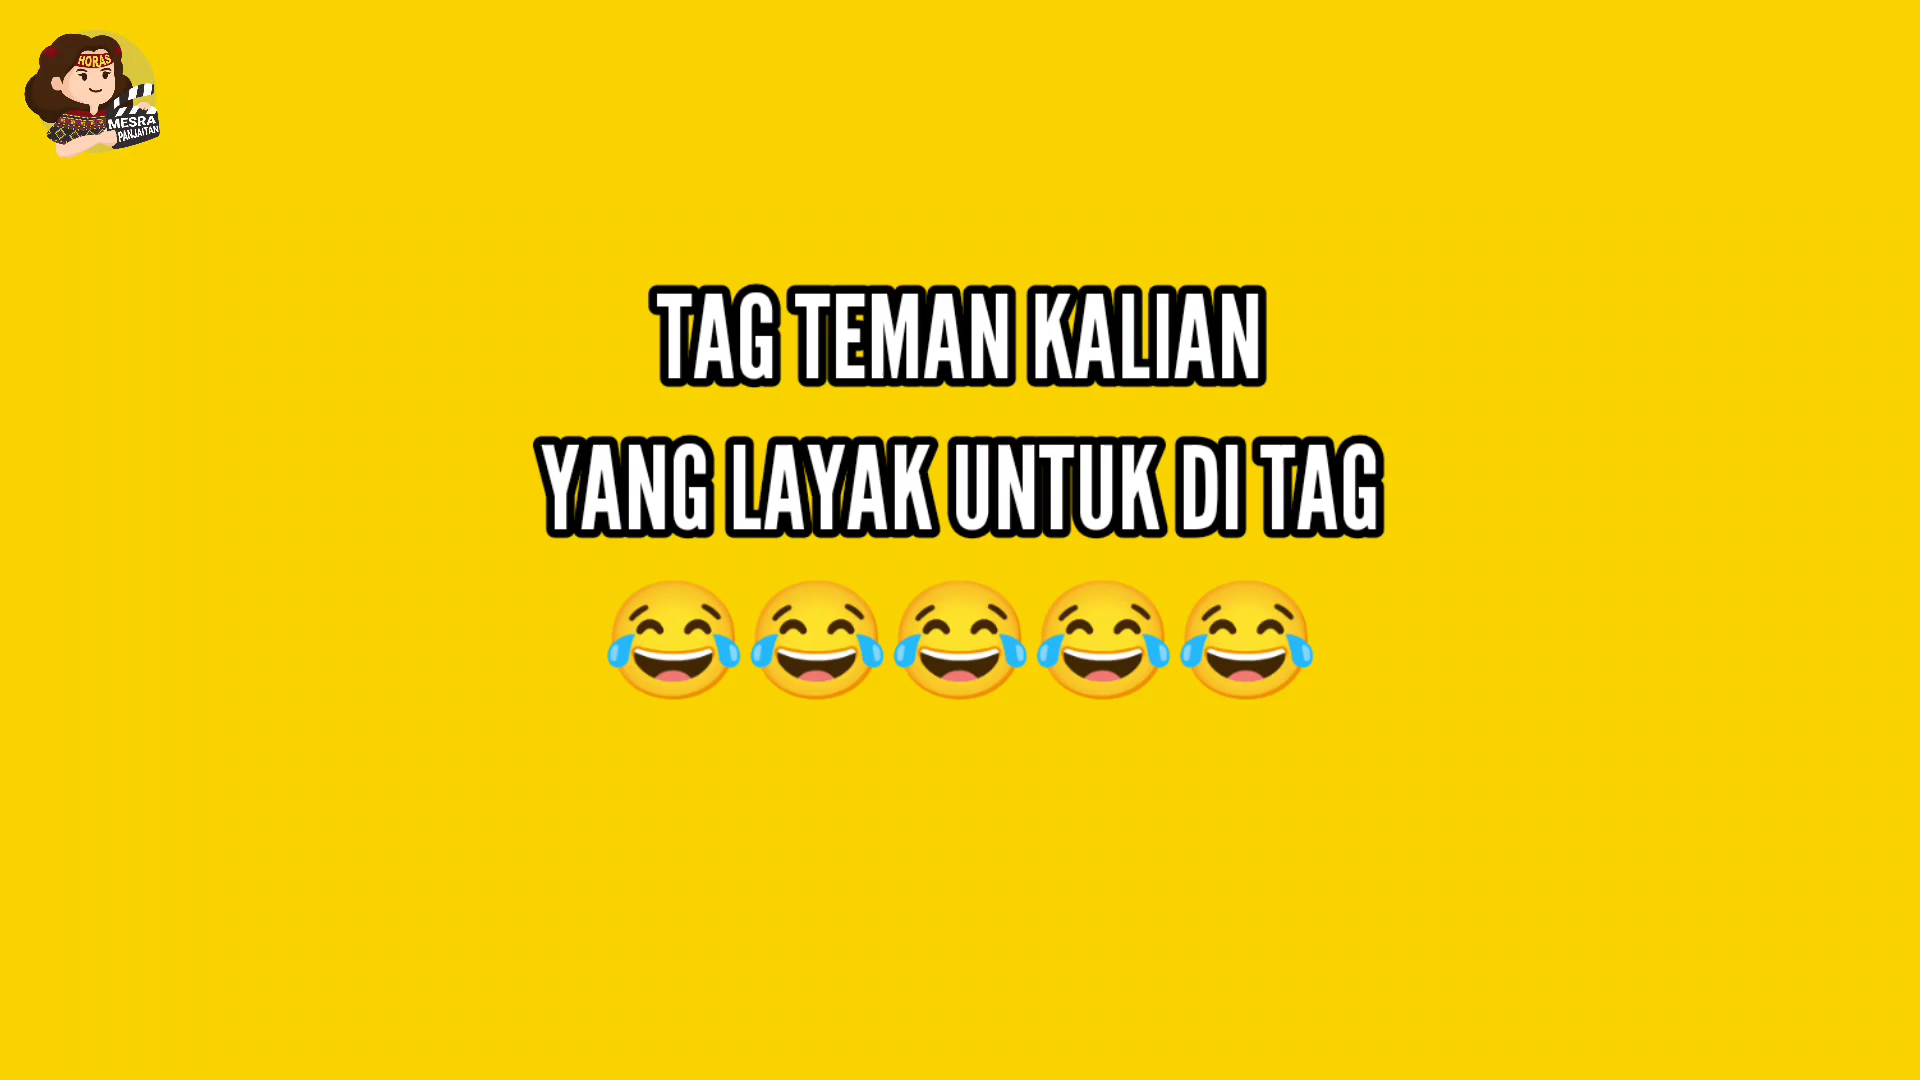 HORAS
MESRA
PANJAITAN
TAG TEMAN KALIAN
YANG LAYAK UNTUK DI TAG
😂😂😂😂😂